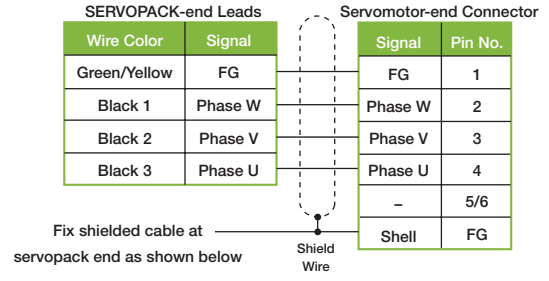 SERVOPACK-end Leads
Servomotor-end Connector
Wire Color Signal
Signal Pin No.
Green/Yellow FG
FG 1
Black 1 Phase W
Phase W 2
Black 2 Phase V
Phase V 3
Black 3 Phase U
Phase U 4
– 5/6
Shell FG
Fix shielded cable at
servopack end as shown below
Shield
Wire